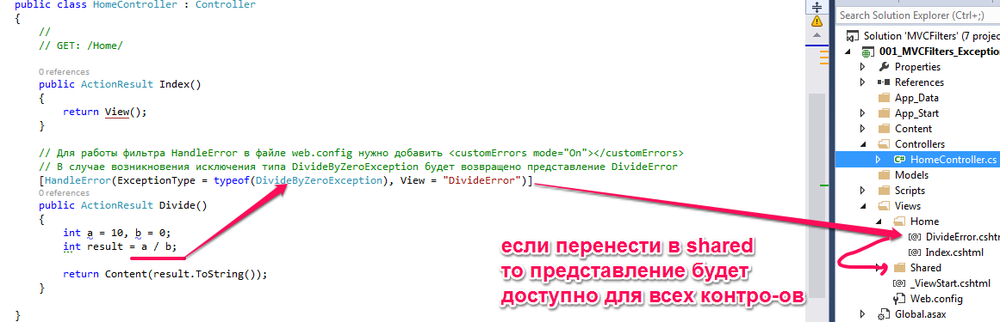 public class HomeController : Controller
{
//
// GET: /Home/
0 references
public ActionResult Index()
{
return View();
}
// Для работы фильтра HandleError в файле web.config нужно добавить <customErrors mode="On"></customErrors>
// В случае возникновения исключения типа DivideByZeroException будет возвращено представление DivideError
[HandleError(ExceptionType = typeof(DivideByZeroException), View = "DivideError")]
0 references
public ActionResult Divide()
{
int a = 10, b = 0;
int result = a / b;
return Content(result.ToString());
}
}
если перенести в shared
то представление будет
доступно для всех контро-ов
Search Solution Explorer (Ctrl+;)
Solution 'MVCFilters' (7 projec
001_MVCFilters_Exception
Properties
References
App_Data
App_Start
Content
Controllers
C# HomeController.cs
Models
Scripts
Views
Home
DivideError.cshtm
Index.cshtml
Shared
_ViewStart.cshtml
Web.config
Global.asax